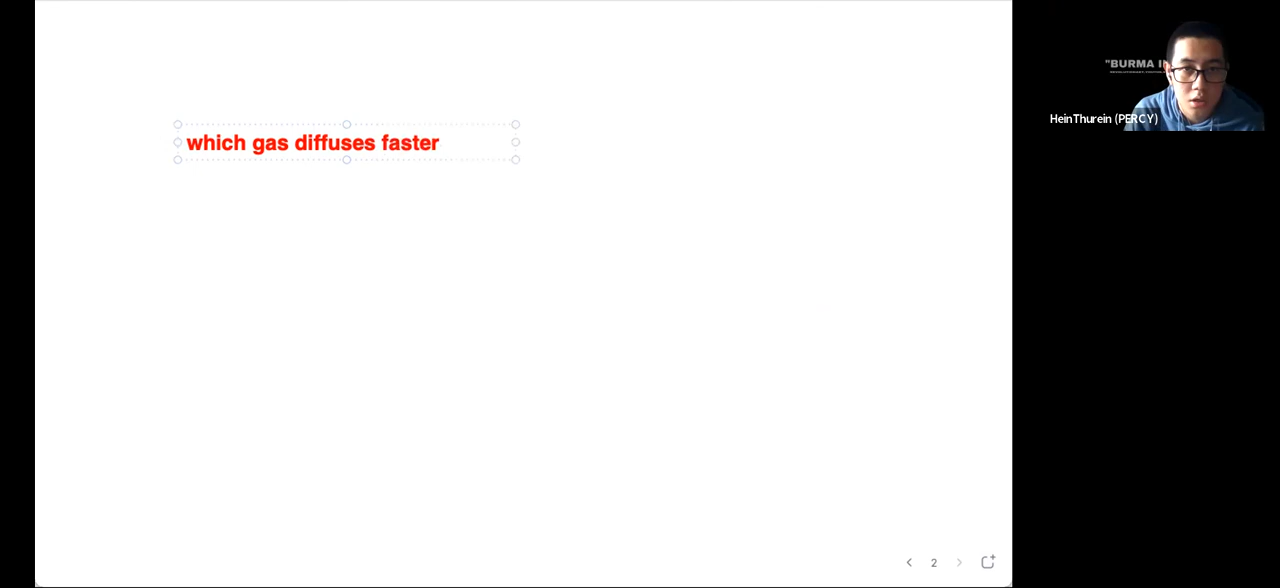 which gas diffuses faster
"BURMA I
HeinThurein (PERCY)
2